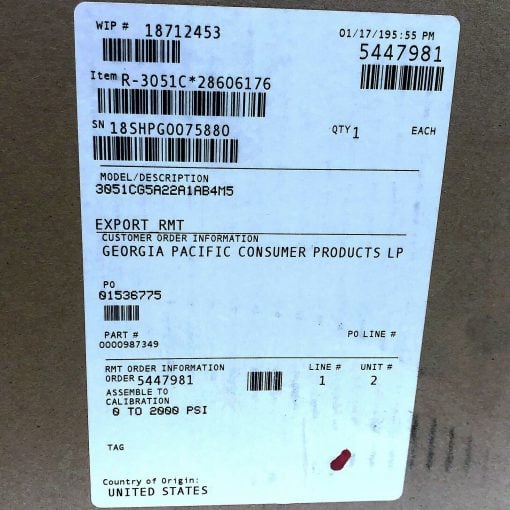 WIP # 18712453
01/17/195:55 PM
5447981
Item R-3051C*28606176
SN 18SHPG0075880
QTY 1 EACH
MODEL/DESCRIPTION
3051CG5A22A1AB4M5
EXPORT RMT
CUSTOMER ORDER INFORMATION
GEORGIA PACIFIC CONSUMER PRODUCTS LP
PO
01536775
PART # PO LINE #
0000987349
RMT ORDER INFORMATION LINE # UNIT #
ORDER 5447981 1 2
ASSEMBLE TO
CALIBRATION
0 TO 2000 PSI
TAG
Country of Origin:
UNITED STATES